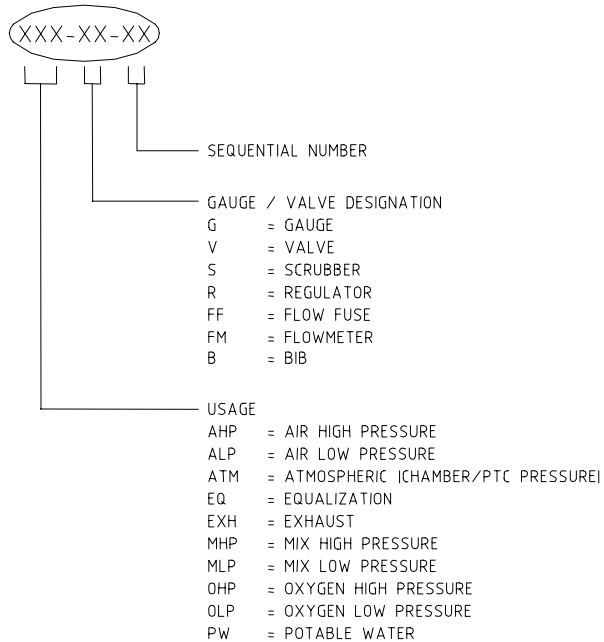 XXX-XX-XX
SEQUENTIAL NUMBER
GAUGE / VALVE DESIGNATION
G = GAUGE
V = VALVE
S = SCRUBBER
R = REGULATOR
FF = FLOW FUSE
FM = FLOWMETER
B = BIB
USAGE
AHP = AIR HIGH PRESSURE
ALP = AIR LOW PRESSURE
ATM = ATMOSPHERIC (CHAMBER/PTC PRESSURE)
EQ = EQUALIZATION
EXH = EXHAUST
MHP = MIX HIGH PRESSURE
MLP = MIX LOW PRESSURE
OHP = OXYGEN HIGH PRESSURE
OLP = OXYGEN LOW PRESSURE
PW = POTABLE WATER